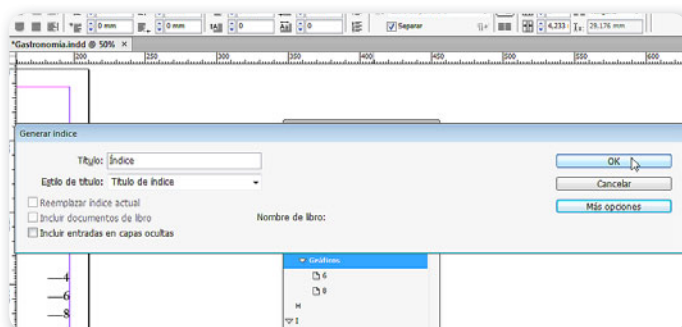 0 mm 0 mm 0 0 Separar 4,233 29.176 mm
*Gastronomia.indd @ 50% ×
200 250 300 350 400 450 500 550 600
Generar índice
Título: Índice
OK
Estilo de título: Título de índice
Cancelar
Reemplazar índice actual
Más opciones
Incluir documentos de libro
Nombre de libro:
Incluir entradas en capas ocultas
Gráficos
—4
6
—6
8
—8
H
I